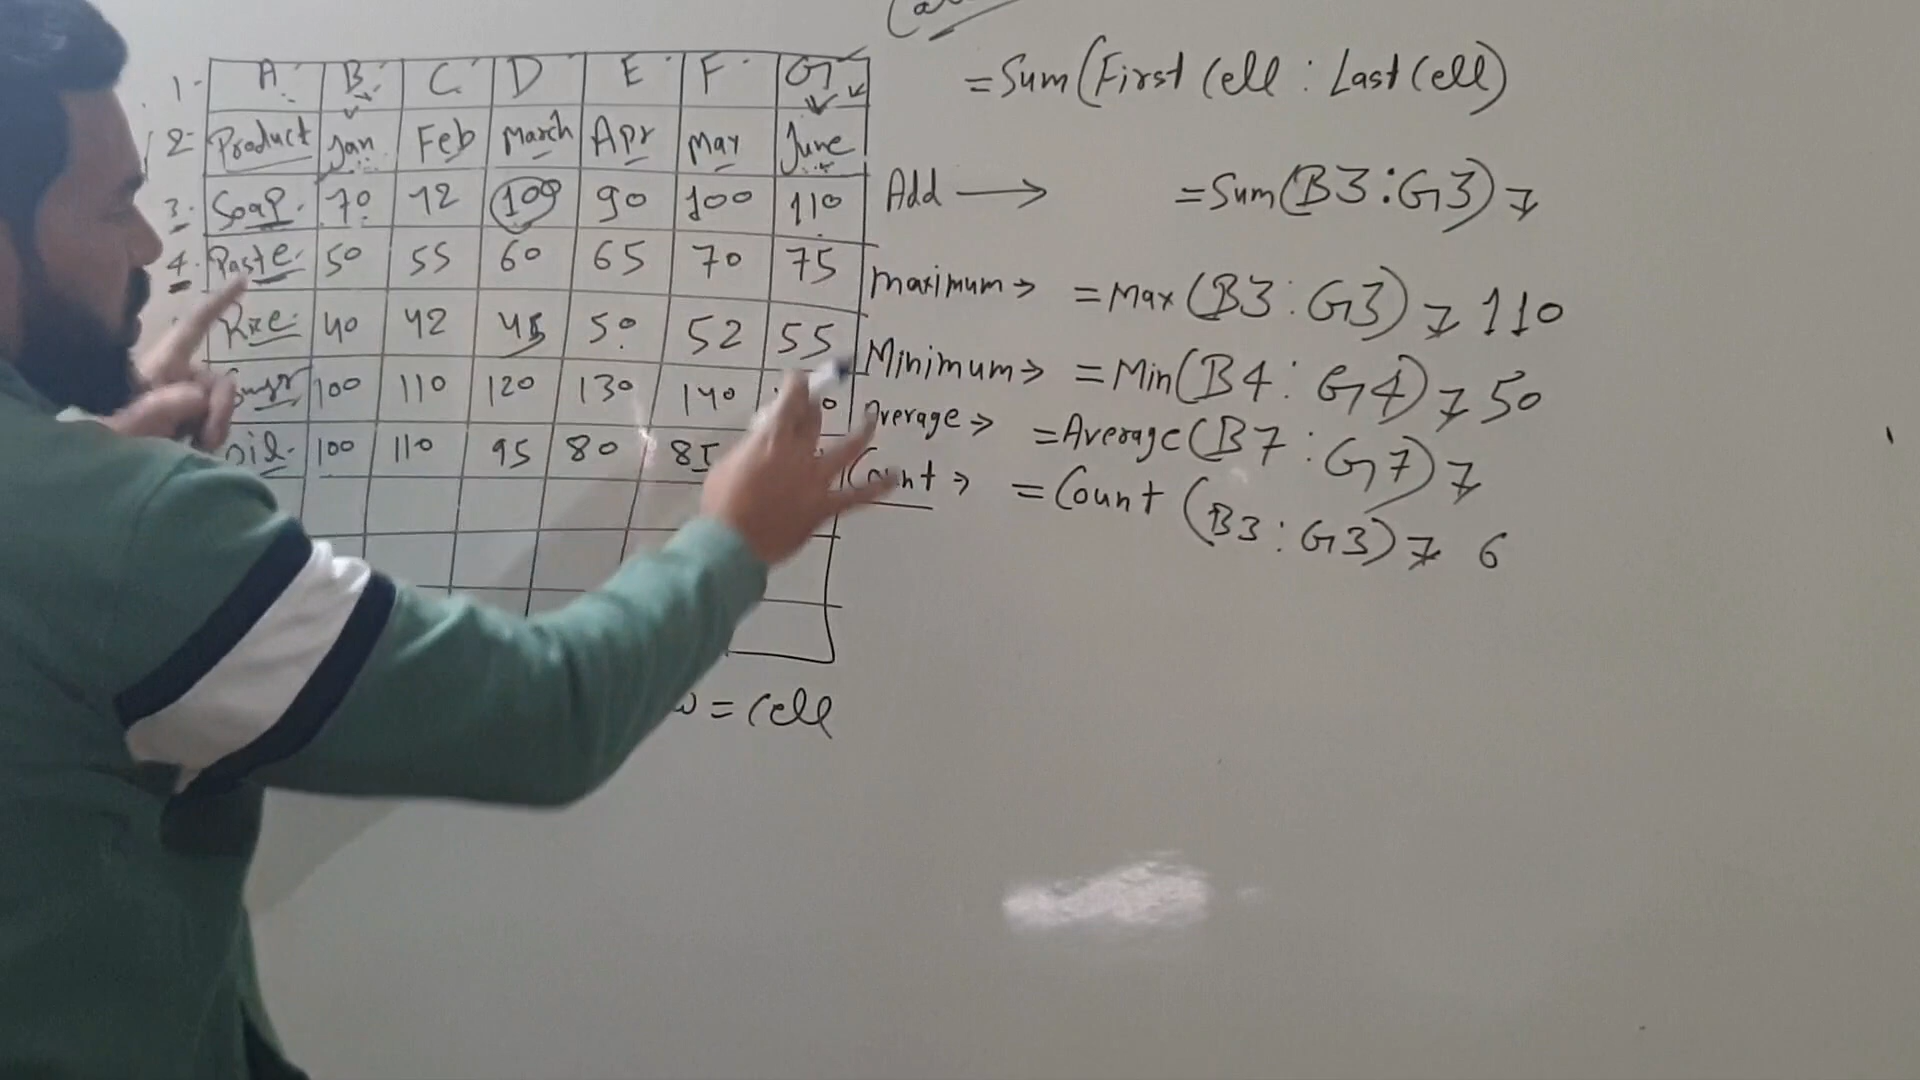 =Sum(First Cell : Last Cell)
1- A B C D E F G
2- Product Jan Feb March Apr May June
3- Soap 70 72 109 90 100 110
4- Paste 50 55 60 65 70 75
40 42 45 50 52 55
100 110 120 130 140
oil 100 110 95 80 85
= Cell
Add → =Sum(B3:G3)
Maximum → =Max(B3:G3) 110
Minimum → =Min(B4:G4) 50
Average → =Average(B7:G7)
Count → =Count (B3:G3) 6